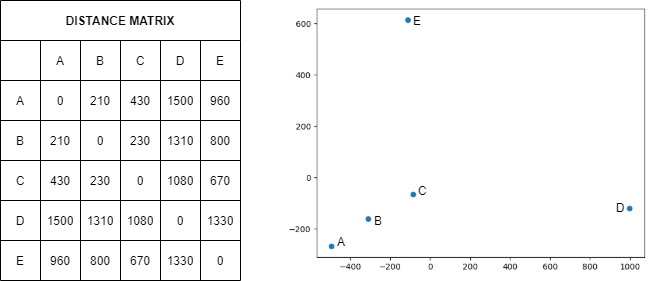 DISTANCE MATRIX
A B C D E
A 0 210 430 1500 960
B 210 0 230 1310 800
C 430 230 0 1080 670
D 1500 1310 1080 0 1330
E 960 800 670 1330 0
600
400
200
0
−200
−400 −200 0 200 400 600 800 1000
E
C
D
B
A